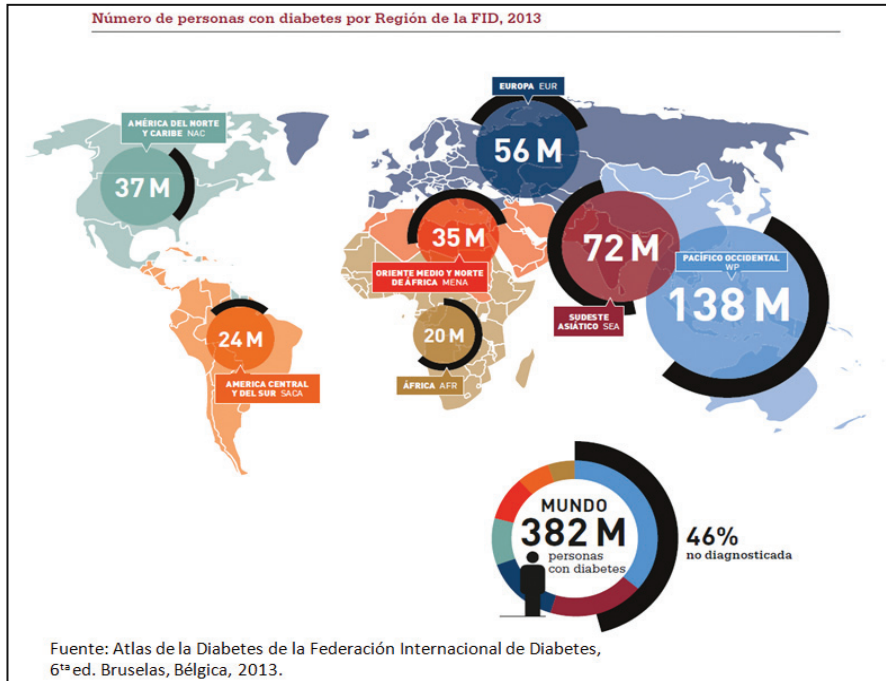 Número de personas con diabetes por Región de la FID, 2013
EUROPA EUR
56 M
AMÉRICA DEL NORTE
Y CARIBE NAC
37 M
35 M
ORIENTE MEDIO Y NORTE
DE ÁFRICA MENA
72 M
SUDESTE
ASIÁTICO SEA
PACÍFICO OCCIDENTAL
WP
138 M
24 M
AMERICA CENTRAL
Y DEL SUR SACA
20 M
ÁFRICA AFR
MUNDO
382 M
personas
con diabetes
46%
no diagnosticada
Fuente: Atlas de la Diabetes de la Federación Internacional de Diabetes,
6ᵗᵃ ed. Bruselas, Bélgica, 2013.